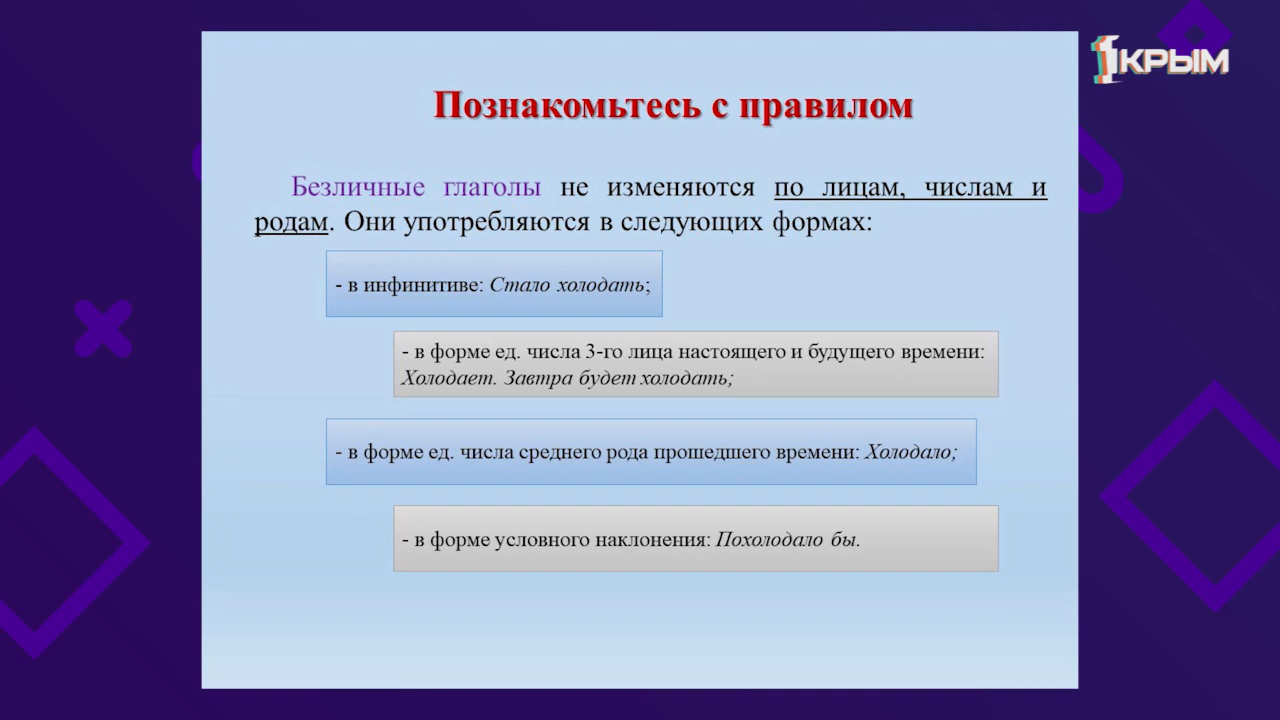 1КРЫМ
Познакомьтесь с правилом
Безличные глаголы не изменяются по лицам, числам и
родам. Они употребляются в следующих формах:
- в инфинитиве: Стало холодать;
- в форме ед. числа 3-го лица настоящего и будущего времени:
Холодает. Завтра будет холодать;
- в форме ед. числа среднего рода прошедшего времени: Холодало;
- в форме условного наклонения: Похолодало бы.